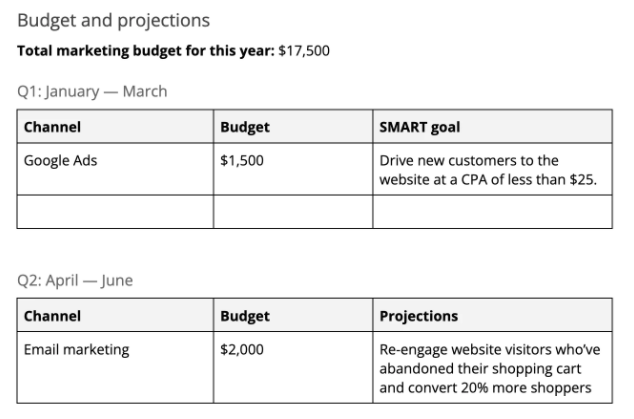 Budget and projections
Total marketing budget for this year: $17,500
Q1: January — March
Channel Budget SMART goal
Google Ads $1,500 Drive new customers to the
website at a CPA of less than $25.
Q2: April — June
Channel Budget Projections
Email marketing $2,000 Re-engage website visitors who've
abandoned their shopping cart
and convert 20% more shoppers